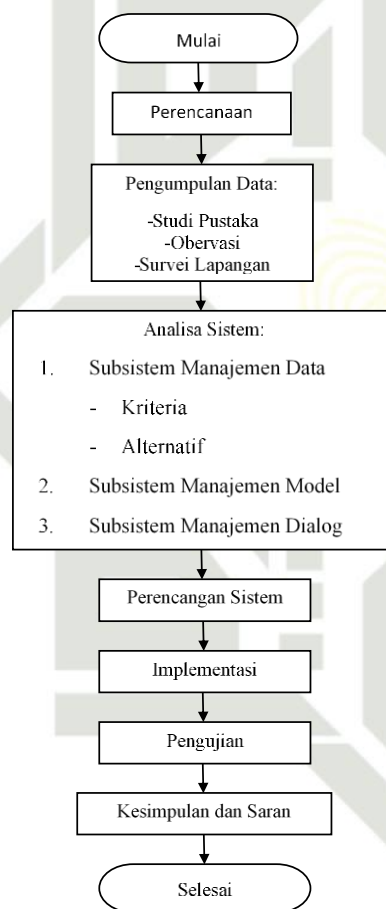 Mulai
Perencanaan
Pengumpulan Data:
-Studi Pustaka
-Obervasi
-Survei Lapangan
Analisa Sistem:
1. Subsistem Manajemen Data
- Kriteria
- Alternatif
2. Subsistem Manajemen Model
3. Subsistem Manajemen Dialog
Perencangan Sistem
Implementasi
Pengujian
Kesimpulan dan Saran
Selesai